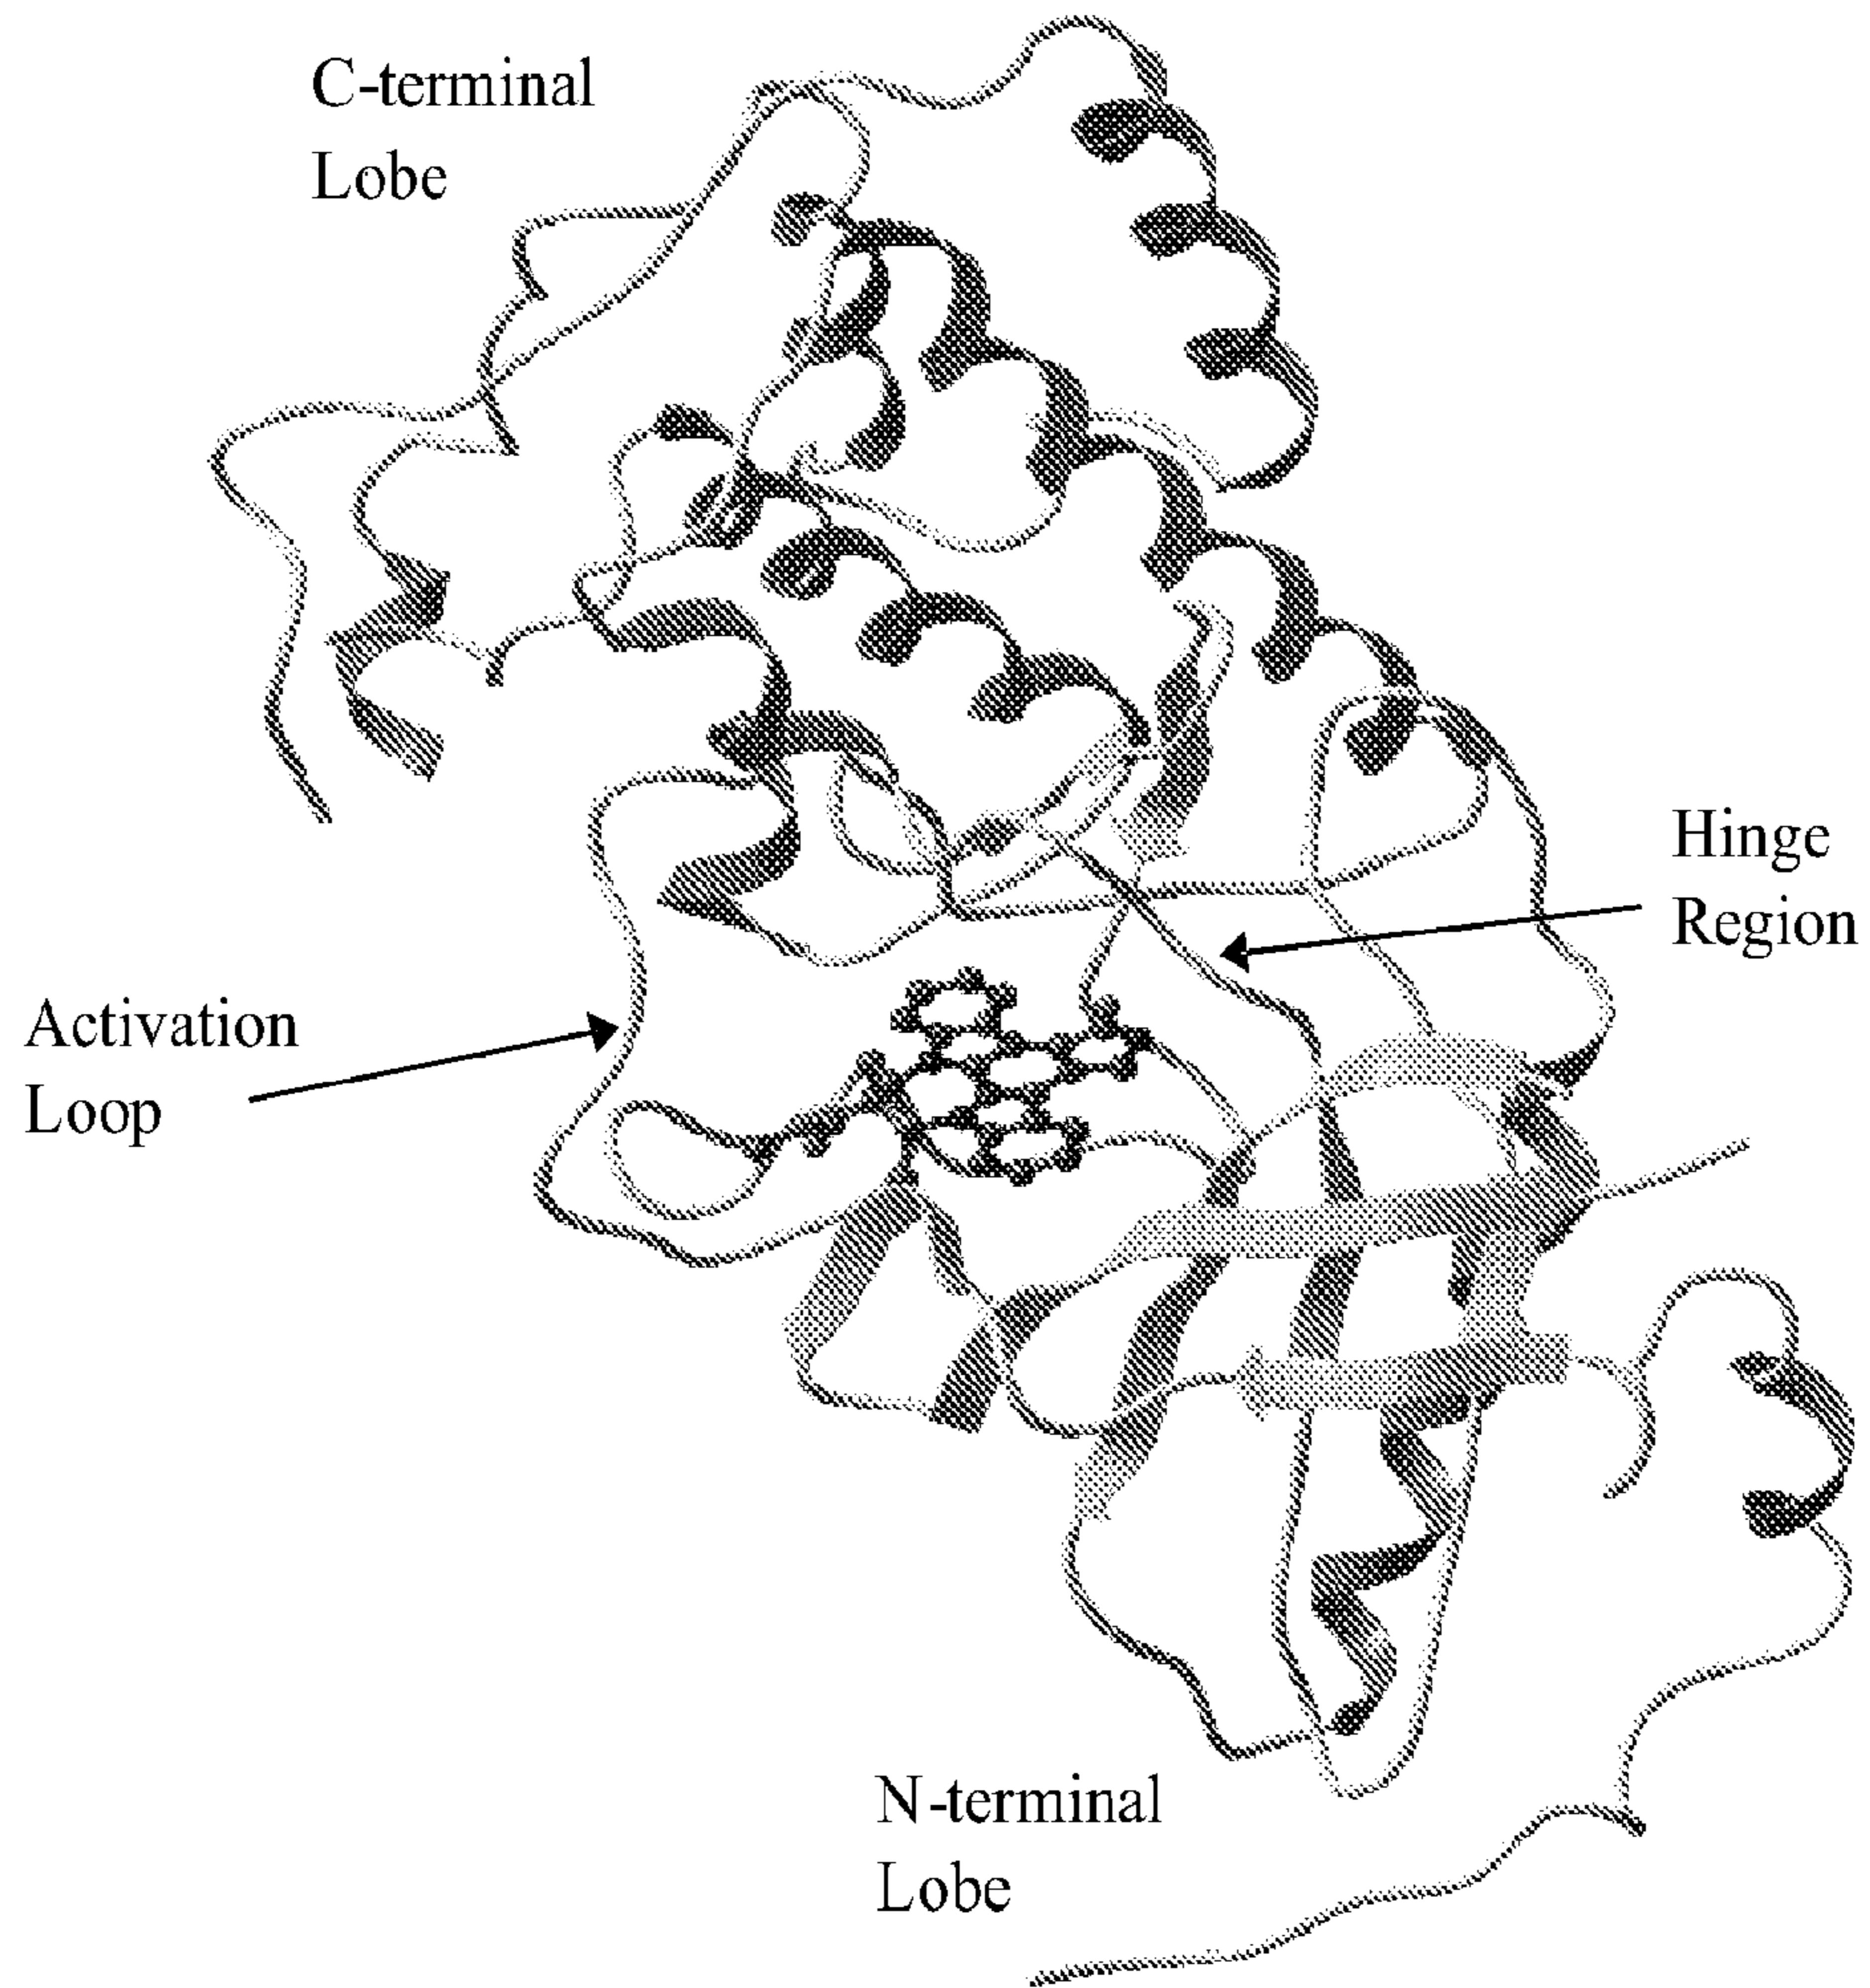 C-terminal
Lobe
Hinge
Region
Activation
Loop
N-terminal
Lobe